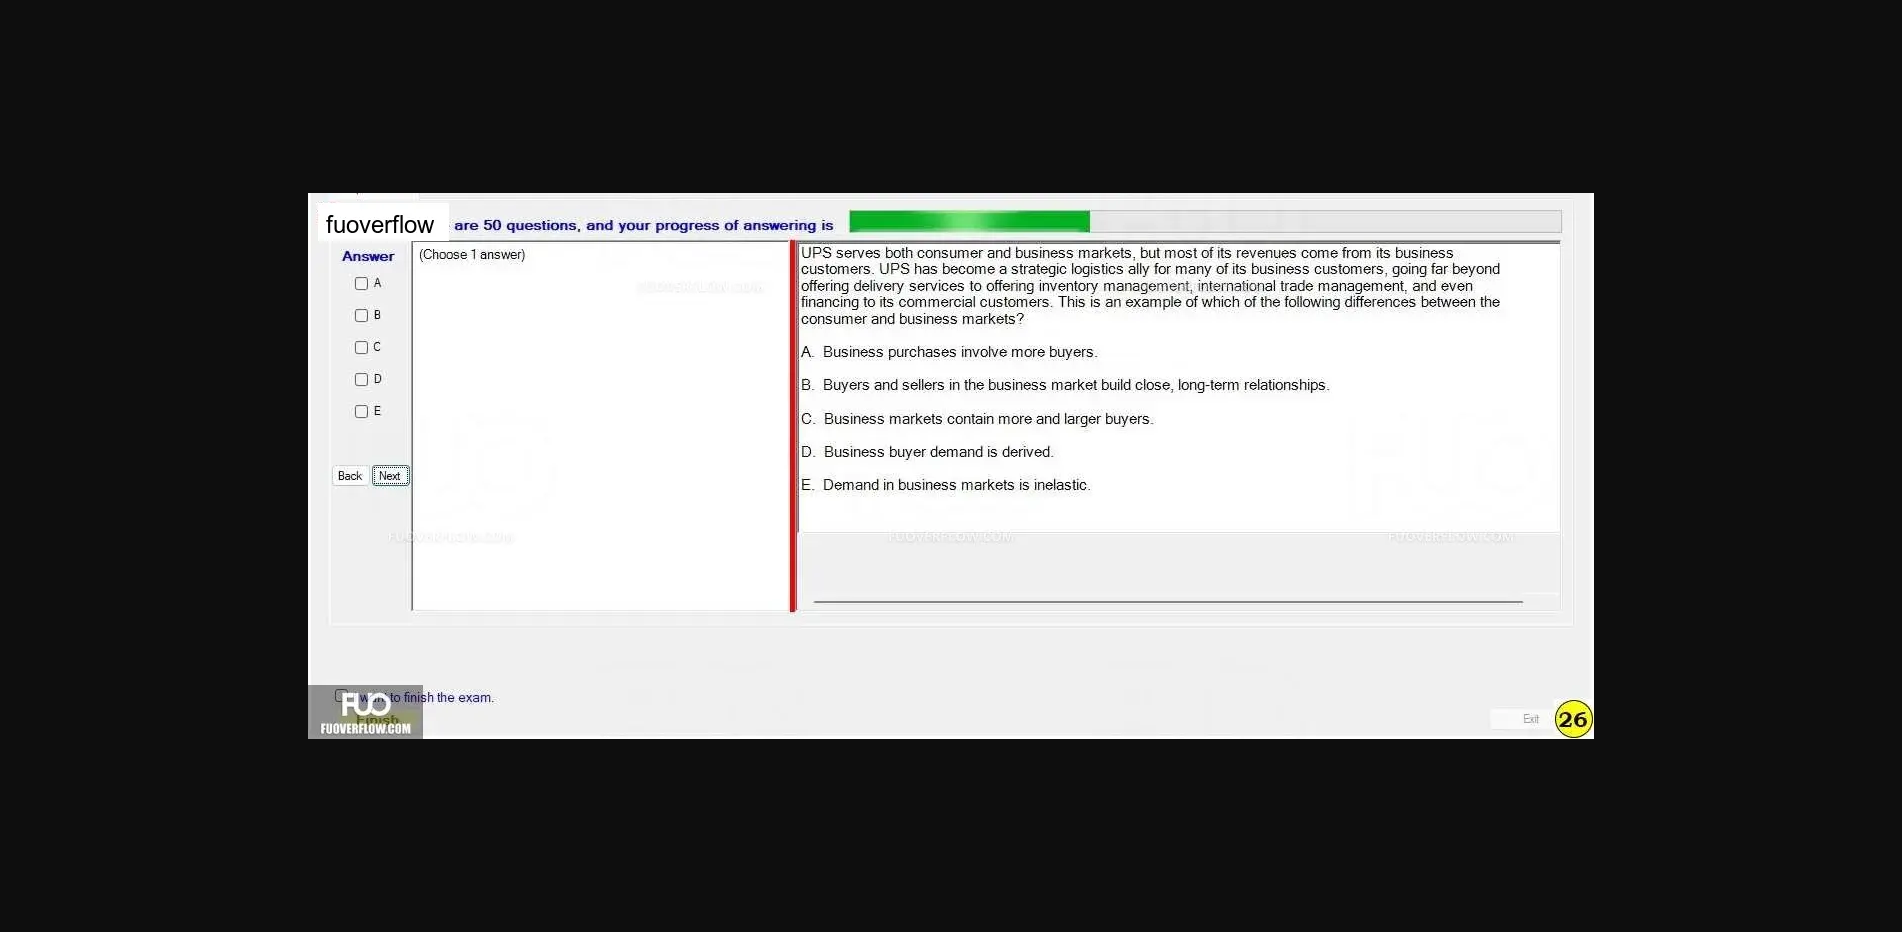 fuoverflow are 50 questions, and your progress of answering is
Answer
(Choose 1 answer)
A
B
C
D
E
Back Next
UPS serves both consumer and business markets, but most of its revenues come from its business
customers. UPS has become a strategic logistics ally for many of its business customers, going far beyond
offering delivery services to offering inventory management, international trade management, and even
financing to its commercial customers. This is an example of which of the following differences between the
consumer and business markets?
A. Business purchases involve more buyers.
B. Buyers and sellers in the business market build close, long-term relationships.
C. Business markets contain more and larger buyers.
D. Business buyer demand is derived.
E. Demand in business markets is inelastic.
FUOVERFLOW.COM FUOVERFLOW.COM FUOVERFLOW.COM
want to finish the exam.
Finish
FUO
FUOVERFLOW.COM
Exit
26